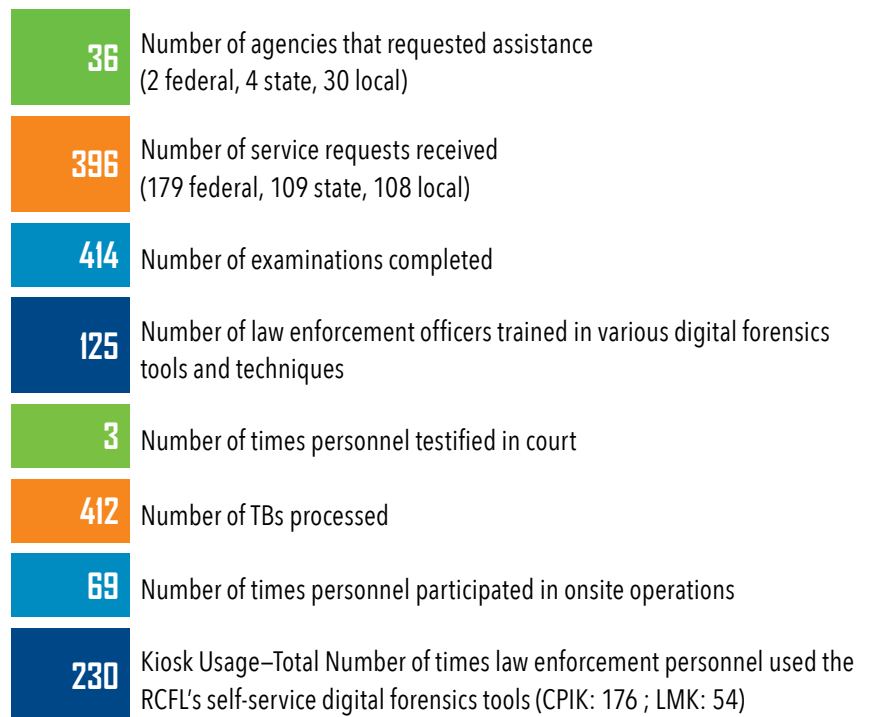 36
Number of agencies that requested assistance
(2 federal, 4 state, 30 local)
396
Number of service requests received
(179 federal, 109 state, 108 local)
414
Number of examinations completed
125
Number of law enforcement officers trained in various digital forensics
tools and techniques
3
Number of times personnel testified in court
412
Number of TBs processed
69
Number of times personnel participated in onsite operations
230
Kiosk Usage–Total Number of times law enforcement personnel used the
RCFL's self-service digital forensics tools (CPIK: 176 ; LMK: 54)